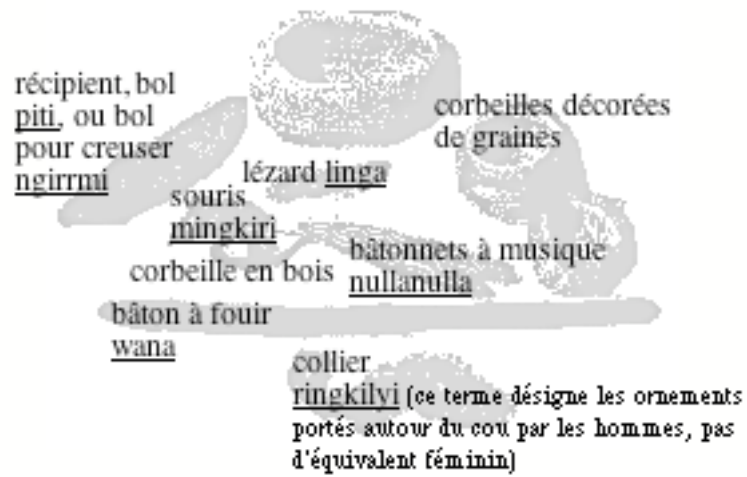 récipient, bol
piti, ou bol
pour creuser
ngirrmi
corbeilles décorées
de graines
lézard linga
souris
mingkiri
bâtonnets à musique
nullanulla
corbeille en bois
bâton à fouir
wana
collier
ringkilyi (ce terme désigne les ornements
portés autour du cou par les hommes, pas
d'équivalent féminin)